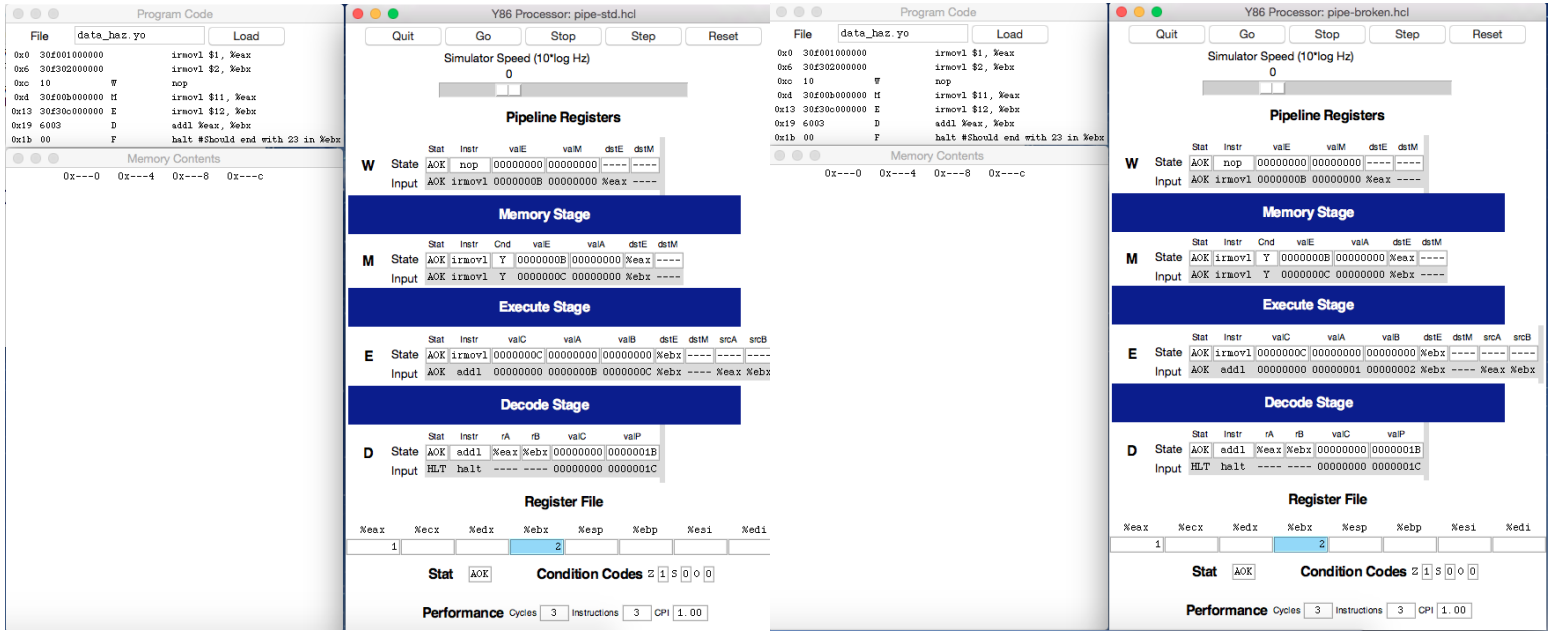 Program Code
File data_haz.yo Load
0x0 30f001000000 irmovl $1, %eax
0x6 30f302000000 irmovl $2, %ebx
0xc 10 W nop
0xd 30f00b000000 M irmovl $11, %eax
0x13 30f30c000000 E irmovl $12, %ebx
0x19 6003 D addl %eax, %ebx
0x1b 00 F halt #Should end with 23 in %ebx
Memory Contents
0x---0 0x---4 0x---8 0x---c
Y86 Processor: pipe-std.hcl
Quit Go Stop Step Reset
Simulator Speed (10*log Hz)
0
Pipeline Registers
Stat Instr valE valM dstE dstM
W State AOK nop 00000000 00000000 ---- ----
Input AOK irmovl 0000000B 00000000 %eax ----
Memory Stage
Stat Instr Cnd valE valA dstE dstM
M State AOK irmovl Y 0000000B 00000000 %eax ----
Input AOK irmovl Y 0000000C 00000000 %ebx ----
Execute Stage
Stat Instr valC valA valB dstE dstM srcA srcB
E State AOK irmovl 0000000C 00000000 00000000 %ebx ---- ---- ----
Input AOK addl 00000000 0000000B 0000000C %ebx ---- %eax %ebx
Decode Stage
Stat Instr rA rB valC valP
D State AOK addl %eax %ebx 00000000 0000001B
Input HLT halt ---- ---- 00000000 0000001C
Register File
%eax %ecx %edx %ebx %esp %ebp %esi %edi
1 2
Stat AOK Condition Codes Z 1 S 0 O 0
Performance Cycles 3 Instructions 3 CPI 1.00
Program Code
File data_haz.yo Load
0x0 30f001000000 irmovl $1, %eax
0x6 30f302000000 irmovl $2, %ebx
0xc 10 W nop
0xd 30f00b000000 M irmovl $11, %eax
0x13 30f30c000000 E irmovl $12, %ebx
0x19 6003 D addl %eax, %ebx
0x1b 00 F halt #Should end with 23 in %ebx
Memory Contents
0x---0 0x---4 0x---8 0x---c
Y86 Processor: pipe-broken.hcl
Quit Go Stop Step Reset
Simulator Speed (10*log Hz)
0
Pipeline Registers
Stat Instr valE valM dstE dstM
W State AOK nop 00000000 00000000 ---- ----
Input AOK irmovl 0000000B 00000000 %eax ----
Memory Stage
Stat Instr Cnd valE valA dstE dstM
M State AOK irmovl Y 0000000B 00000000 %eax ----
Input AOK irmovl Y 0000000C 00000000 %ebx ----
Execute Stage
Stat Instr valC valA valB dstE dstM srcA srcB
E State AOK irmovl 0000000C 00000000 00000000 %ebx ---- ---- ----
Input AOK addl 00000000 00000001 00000002 %ebx ---- %eax %ebx
Decode Stage
Stat Instr rA rB valC valP
D State AOK addl %eax %ebx 00000000 0000001B
Input HLT halt ---- ---- 00000000 0000001C
Register File
%eax %ecx %edx %ebx %esp %ebp %esi %edi
1 2
Stat AOK Condition Codes Z 1 S 0 O 0
Performance Cycles 3 Instructions 3 CPI 1.00